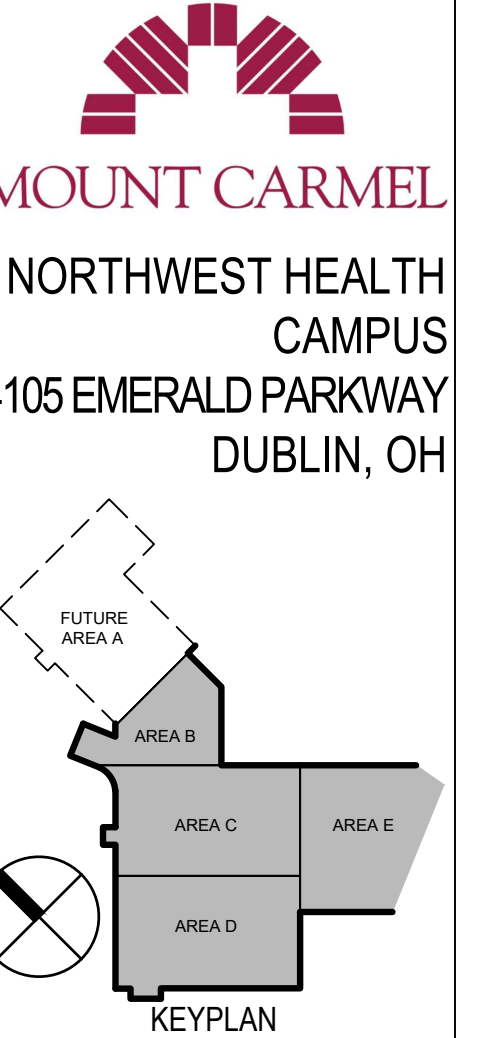 MOUNT CARMEL
NORTHWEST HEALTH
CAMPUS
105 EMERALD PARKWAY
DUBLIN, OH
FUTURE
AREA A
AREA B
AREA C
AREA E
AREA D
KEYPLAN